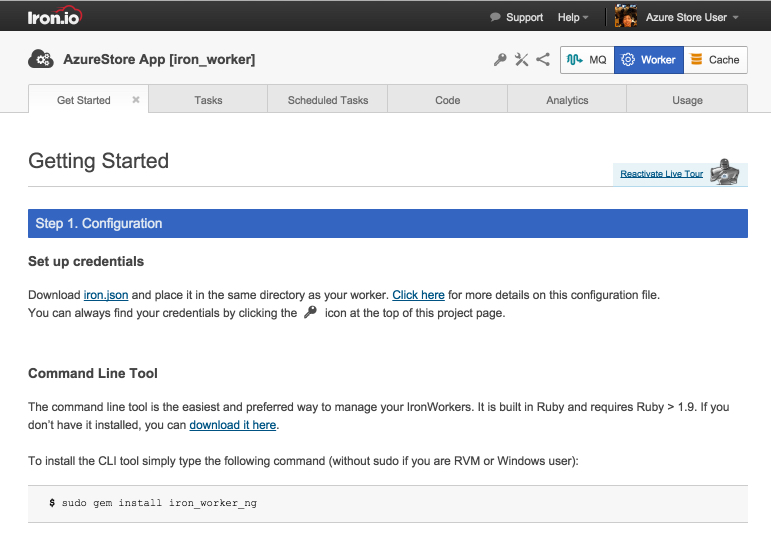 Iron.io
Support Help Azure Store User
AzureStore App [iron_worker]
MQ Worker Cache
Get Started Tasks Scheduled Tasks Code Analytics Usage
Getting Started
Reactivate Live Tour
Step 1. Configuration
Set up credentials
Download iron.json and place it in the same directory as your worker. Click here for more details on this configuration file.
You can always find your credentials by clicking the icon at the top of this project page.
Command Line Tool
The command line tool is the easiest and preferred way to manage your IronWorkers. It is built in Ruby and requires Ruby > 1.9. If you
don't have it installed, you can download it here.
To install the CLI tool simply type the following command (without sudo if you are RVM or Windows user):
$ sudo gem install iron_worker_ng